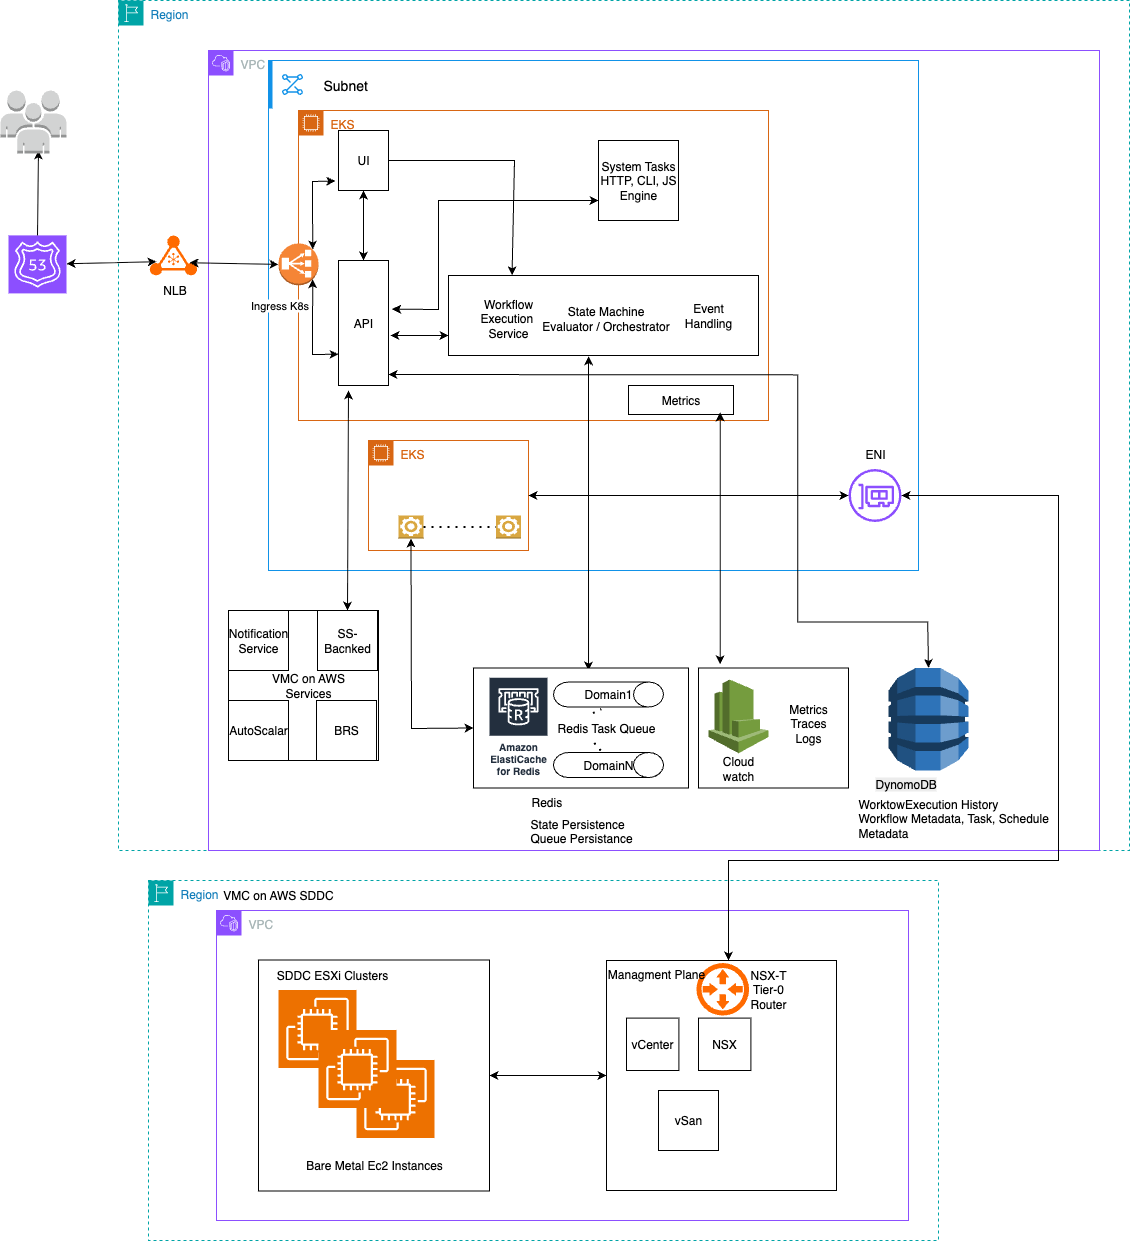 Region
VPC
Subnet
EKS
UI
System Tasks
HTTP, CLI, JS
Engine
53
NLB
Ingress K8s
API
Workflow
Execution
Service
State Machine
Evaluator / Orchestrator
Event
Handling
Metrics
EKS
ENI
Notification
Service
SS-
Bacnked
VMC on AWS
Services
AutoScalar
BRS
R
Amazon
ElastiCache
for Redis
Domain1
Redis Task Queue
DomainN
Redis
State Persistence
Queue Persistance
Cloud
watch
Metrics
Traces
Logs
DynomoDB
WorktowExecution History
Workflow Metadata, Task, Schedule
Metadata
Region VMC on AWS SDDC
VPC
SDDC ESXi Clusters
Bare Metal Ec2 Instances
Managment Plane
NSX-T
Tier-0
Router
vCenter
NSX
vSan